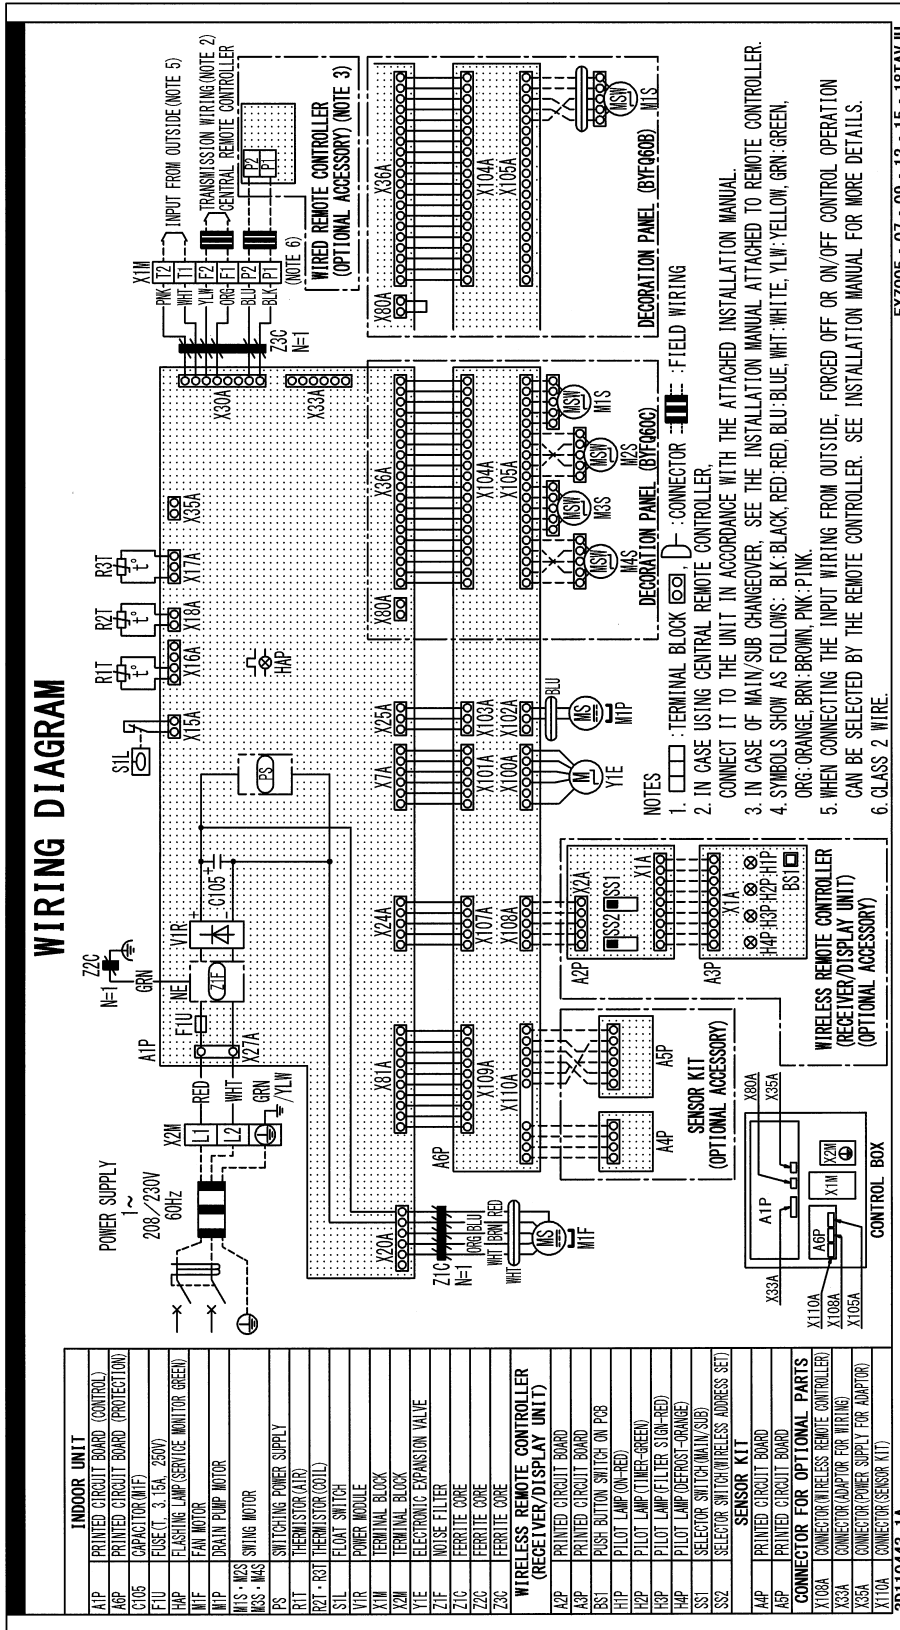 WIRING DIAGRAM
INDOOR UNIT
A1P PRINTED CIRCUIT BOARD (CONTROL)
A6P PRINTED CIRCUIT BOARD (PROTECTION)
C105 CAPACITOR(M1F)
F1U FUSE(T, 3.15A, 250V)
HAP FLASHING LAMP(SERVICE MONITOR GREEN)
M1F FAN MOTOR
M1P DRAIN PUMP MOTOR
M1S・M2S
M3S・M4S SWING MOTOR
PS SWITCHING POWER SUPPLY
R1T THERMISTOR(AIR)
R2T・R3T THERMISTOR(COIL)
S1L FLOAT SWITCH
V1R POWER MODULE
X1M TERMINAL BLOCK
X2M TERMINAL BLOCK
Y1E ELECTRONIC EXPANSION VALVE
Z1F NOISE FILTER
Z1C FERRITE CORE
Z2C FERRITE CORE
Z3C FERRITE CORE
WIRELESS REMOTE CONTROLLER
(RECEIVER/DISPLAY UNIT)
A2P PRINTED CIRCUIT BOARD
A3P PRINTED CIRCUIT BOARD
BS1 PUSH BUTTON SWITCH ON PCB
H1P PILOT LAMP(ON-RED)
H2P PILOT LAMP(TIMER-GREEN)
H3P PILOT LAMP(FILTER SIGN-RED)
H4P PILOT LAMP(DEFROST-ORANGE)
SS1 SELECTOR SWITCH(MAIN/SUB)
SS2 SELECTOR SWITCH(WIRELESS ADDRESS SET)
SENSOR KIT
A4P PRINTED CIRCUIT BOARD
A5P PRINTED CIRCUIT BOARD
CONNECTOR FOR OPTIONAL PARTS
X108A CONNECTOR(WIRELESS REMOTE CONTROLLER)
X33A CONNECTOR(ADAPTOR FOR WIRING)
X35A CONNECTOR(POWER SUPPLY FOR ADAPTOR)
X110A CONNECTOR(SENSOR KIT)
POWER SUPPLY
1~
208/230V
60Hz
X2M
L1
L2
RED
WHT
GRN
/YLW
A1P
X27A
F1U
N=1
Z2C
GRN
NE
Z1F
V1R
+
-
C105
+
PS
S1L
X15A
R1T
t°
X16A
R2T
t°
X18A
R3T
t°
X17A
X35A
HAP
X30A
X33A
Z3C
N=1
X1M
T2
T1
F2
F1
P2
P1
PNK
WHT
YLW
ORG
BLU
BLK
(NOTE 6)
INPUT FROM OUTSIDE(NOTE 5)
TRANSMISSION WIRING(NOTE 2)
CENTRAL REMOTE CONTROLLER
P2
P1
WIRED REMOTE CONTROLLER
(OPTIONAL ACCESSORY)(NOTE 3)
X20A
Z1C
N=1
ORG
BLU
WHT
BRN
RED
WHT
MS
M1F
X81A
A6P
X109A
X110A
A4P
A5P
SENSOR KIT
(OPTIONAL ACCESSORY)
X24A
X107A
X108A
A2P
X2A
SS2
SS1
X1A
A3P
X1A
H4P
H3P
H2P
H1P
BS1
WIRELESS REMOTE CONTROLLER
(RECEIVER/DISPLAY UNIT)
(OPTIONAL ACCESSORY)
X7A
X101A
X100A
M
Y1E
X25A
X103A
X102A
BLU
MS
M1P
X80A
X36A
X104A
X105A
MSW
M4S
MSW
M3S
MSW
M2S
MSW
M1S
DECORATION PANEL (BYFQ60C)
X80A
X36A
X104A
X105A
MSW
M1S
DECORATION PANEL (BYFQ60B)
X33A
A1P
X80A
X35A
X110A
X108A
X105A
A6P
X1M
X2M
CONTROL BOX
NOTES
1. : TERMINAL BLOCK , : CONNECTOR : FIELD WIRING
2. IN CASE USING CENTRAL REMOTE CONTROLLER,
CONNECT IT TO THE UNIT IN ACCORDANCE WITH THE ATTACHED INSTALLATION MANUAL.
3. IN CASE OF MAIN/SUB CHANGEOVER, SEE THE INSTALLATION MANUAL ATTACHED TO REMOTE CONTROLLER.
4. SYMBOLS SHOW AS FOLLOWS: BLK:BLACK, RED:RED, BLU:BLUE, WHT:WHITE, YLW:YELLOW, GRN:GREEN,
ORG:ORANGE, BRN:BROWN, PNK:PINK.
5. WHEN CONNECTING THE INPUT WIRING FROM OUTSIDE, FORCED OFF OR ON/OFF CONTROL OPERATION
CAN BE SELECTED BY THE REMOTE CONTROLLER. SEE INSTALLATION MANUAL FOR MORE DETAILS.
6. CLASS 2 WIRE.